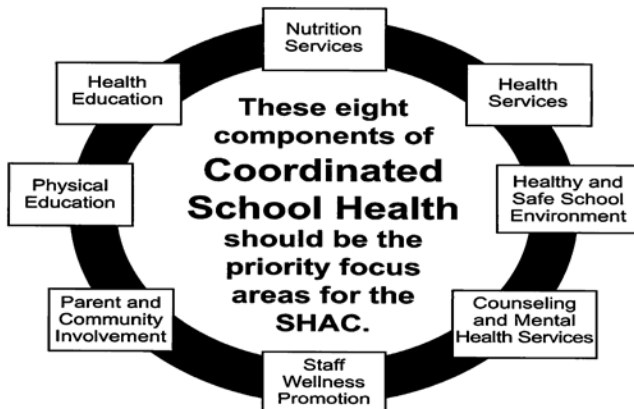 Nutrition
Services
Health
Education
Health
Services
These eight
components of
Coordinated
School Health
should be the
priority focus
areas for the
SHAC.
Physical
Education
Healthy and
Safe School
Environment
Parent and
Community
Involvement
Counseling
and Mental
Health Services
Staff
Wellness
Promotion